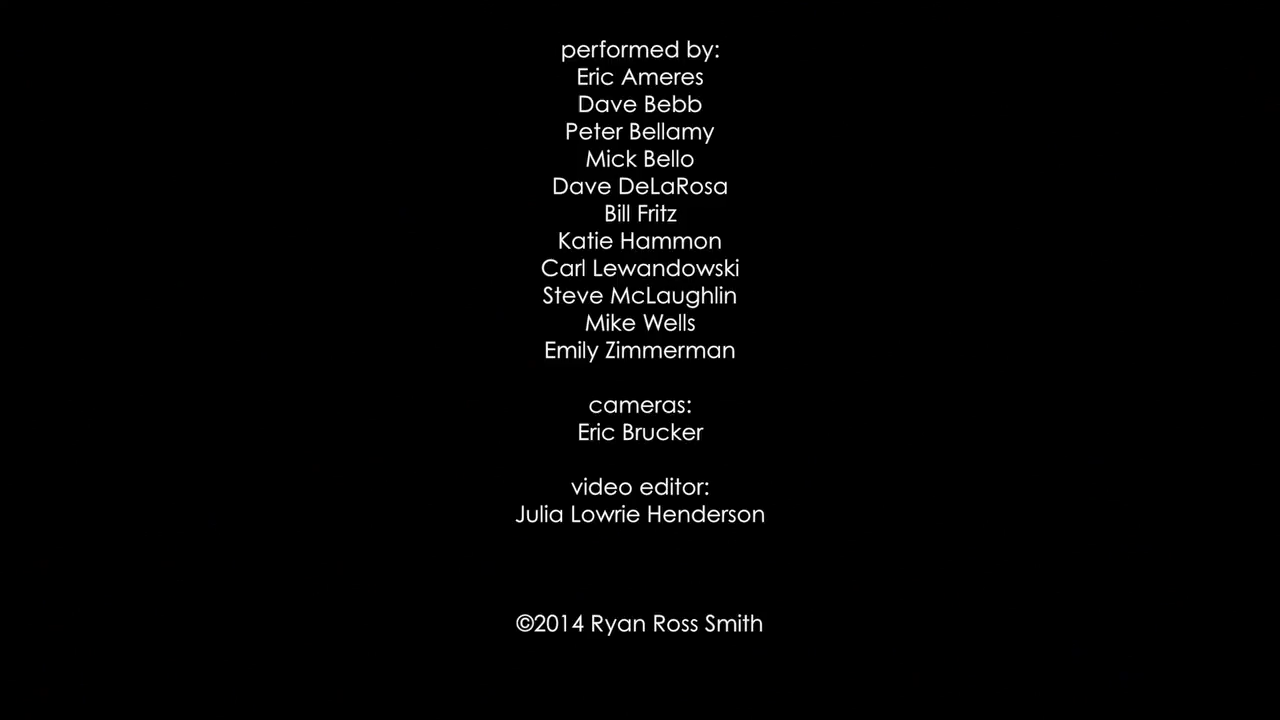 performed by:
Eric Ameres
Dave Bebb
Peter Bellamy
Mick Bello
Dave DeLaRosa
Bill Fritz
Katie Hammon
Carl Lewandowski
Steve McLaughlin
Mike Wells
Emily Zimmerman
cameras:
Eric Brucker
video editor:
Julia Lowrie Henderson
©2014 Ryan Ross Smith